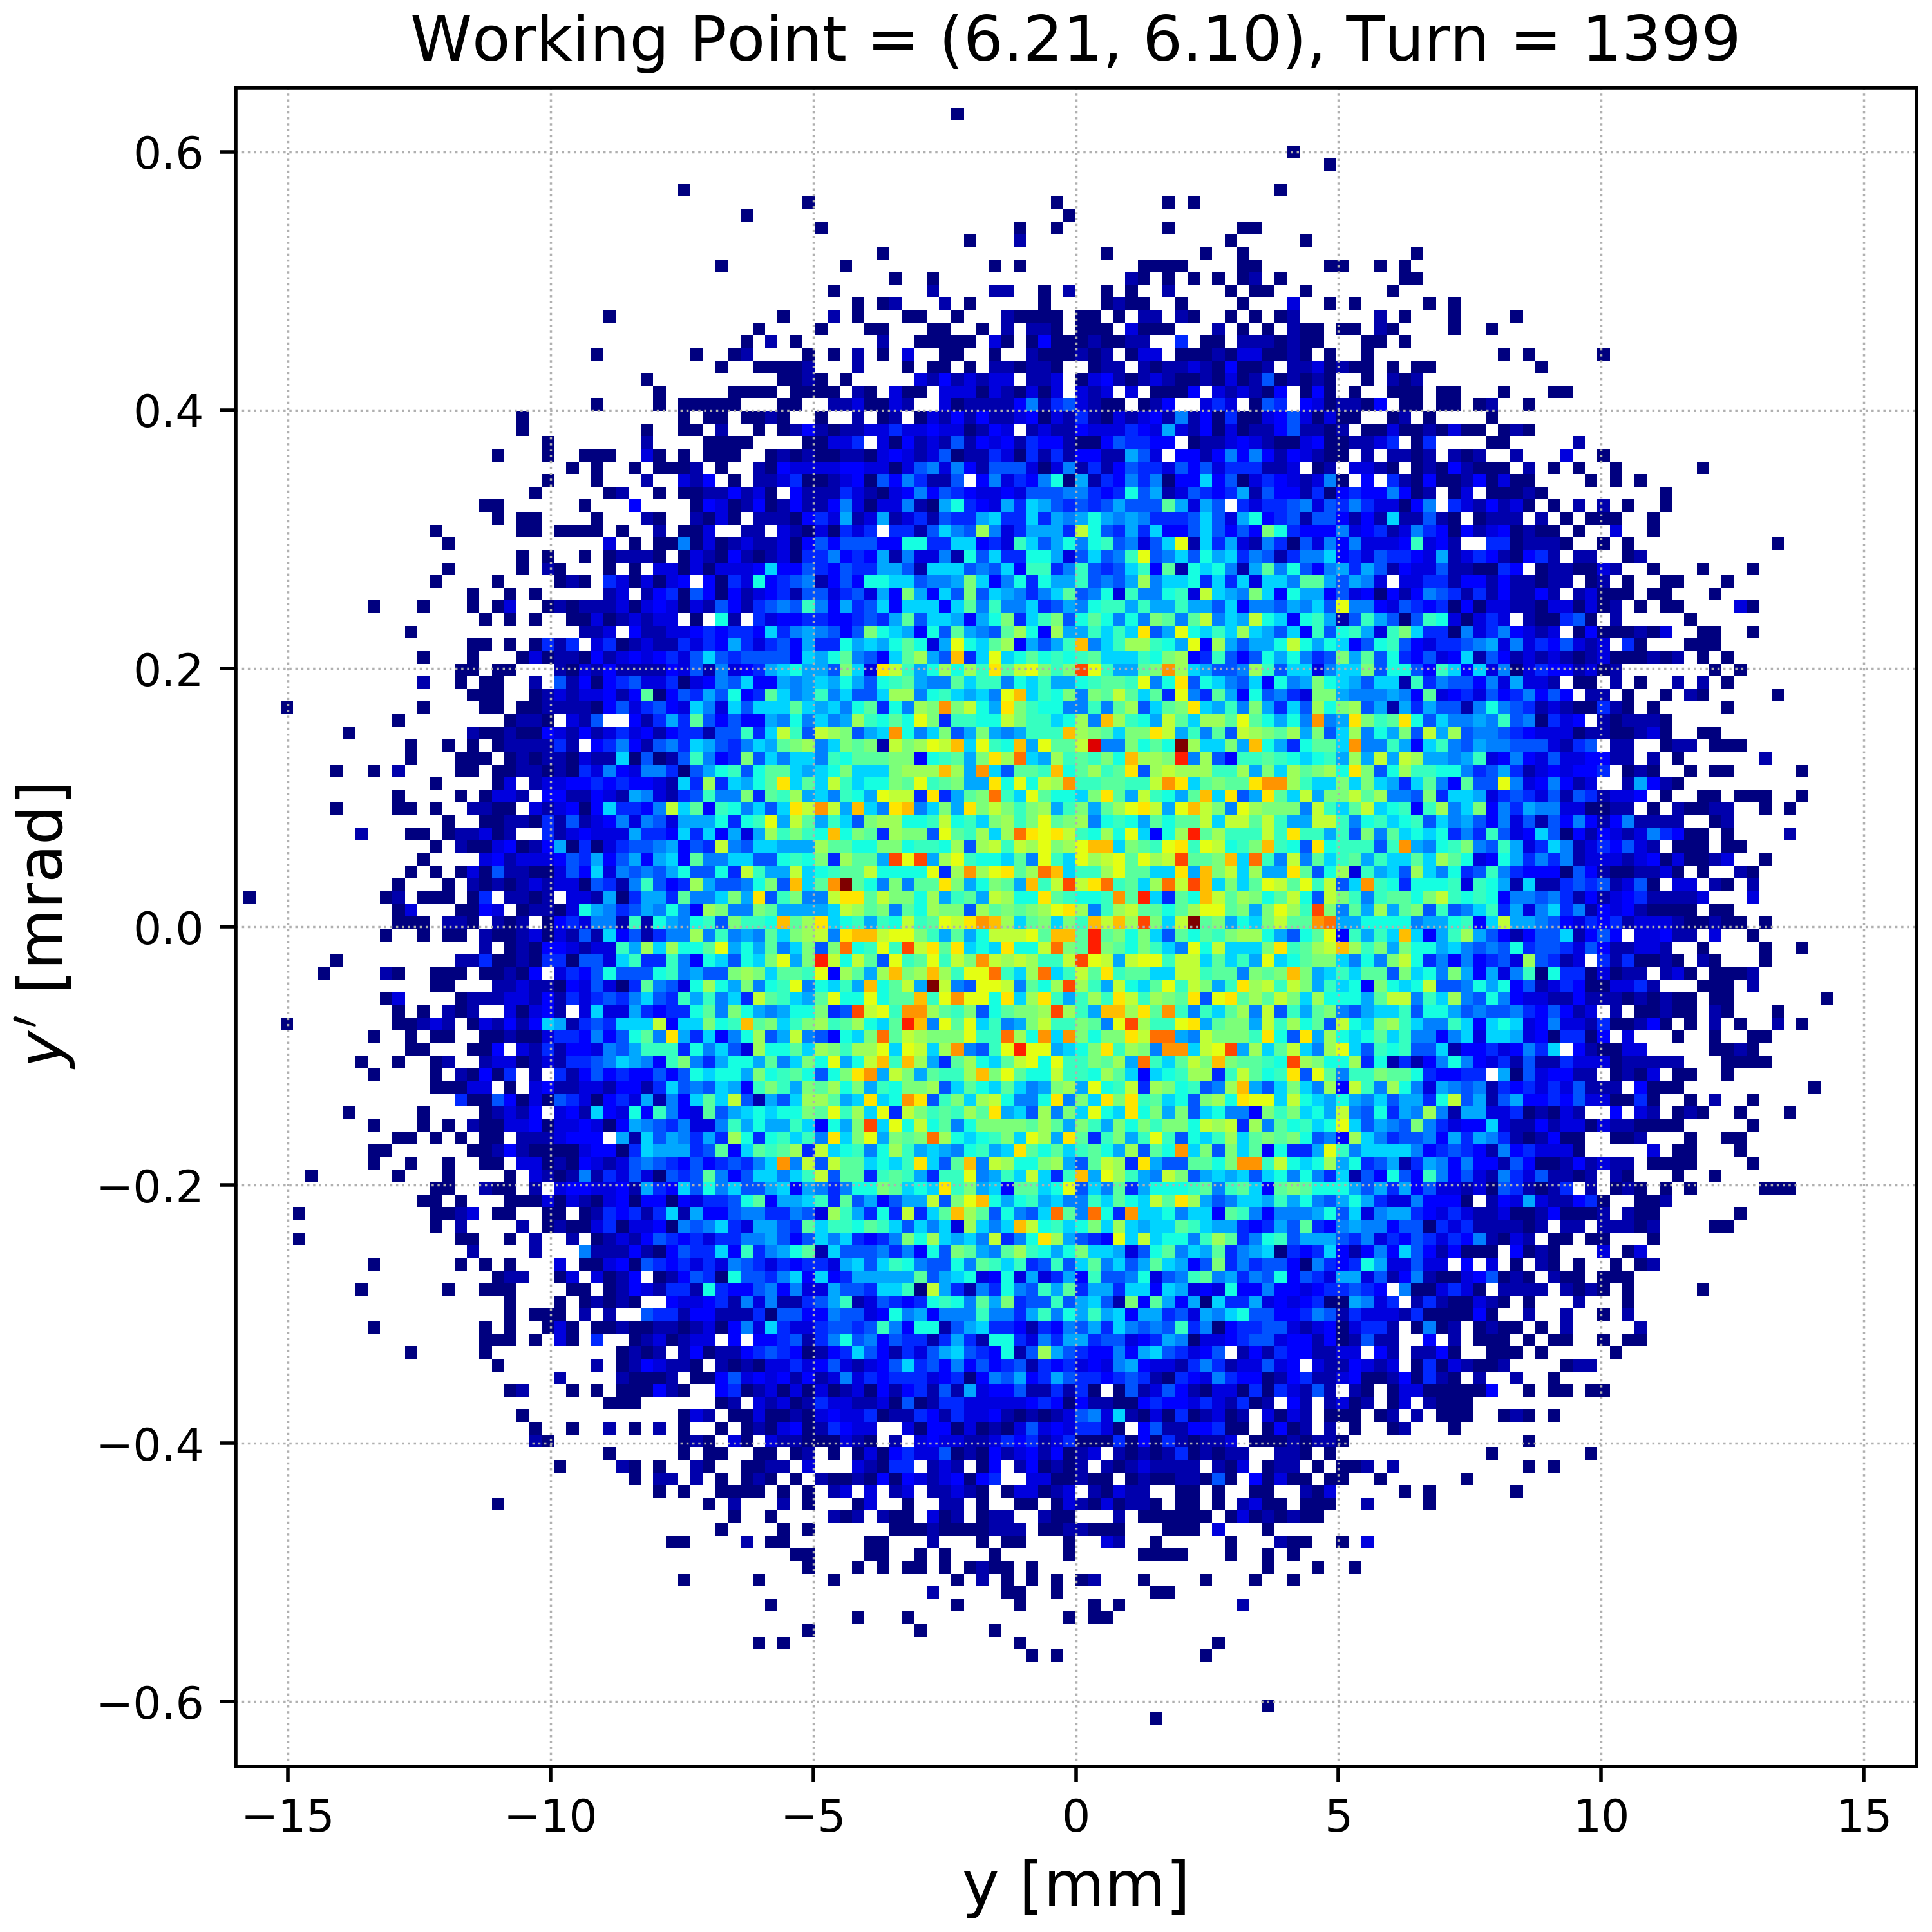 Working Point = (6.21, 6.10), Turn = 1399
0.6
0.4
0.2
0.0
−0.2
−0.4
−0.6
y′ [mrad]
−15 −10 −5 0 5 10 15
y [mm]